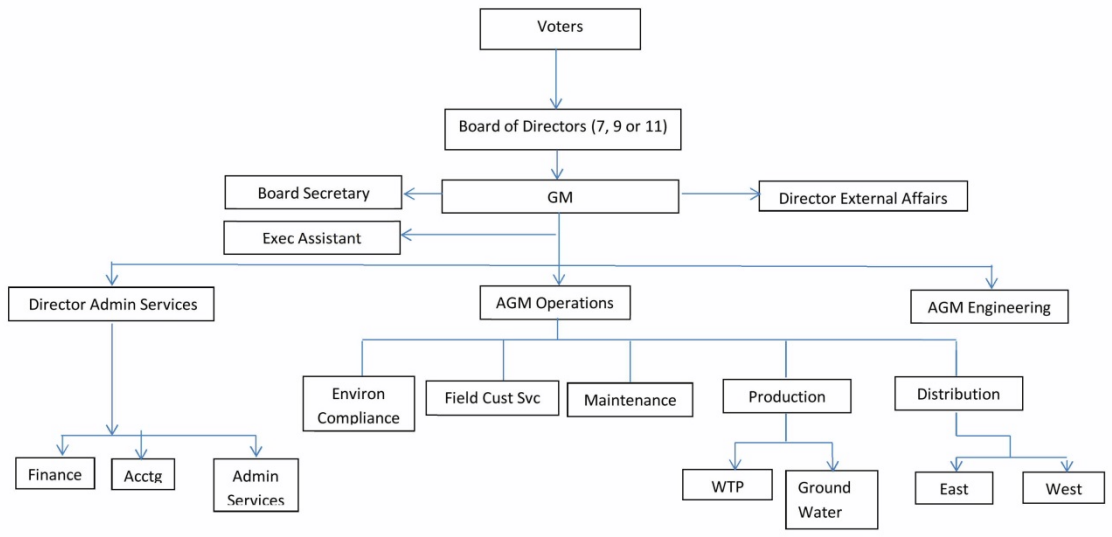 Voters
Board of Directors (7, 9 or 11)
Board Secretary
GM
Director External Affairs
Exec Assistant
Director Admin Services
AGM Operations
AGM Engineering
Environ
Compliance
Field Cust Svc
Maintenance
Production
Distribution
Finance
Acctg
Admin
Services
WTP
Ground
Water
East
West